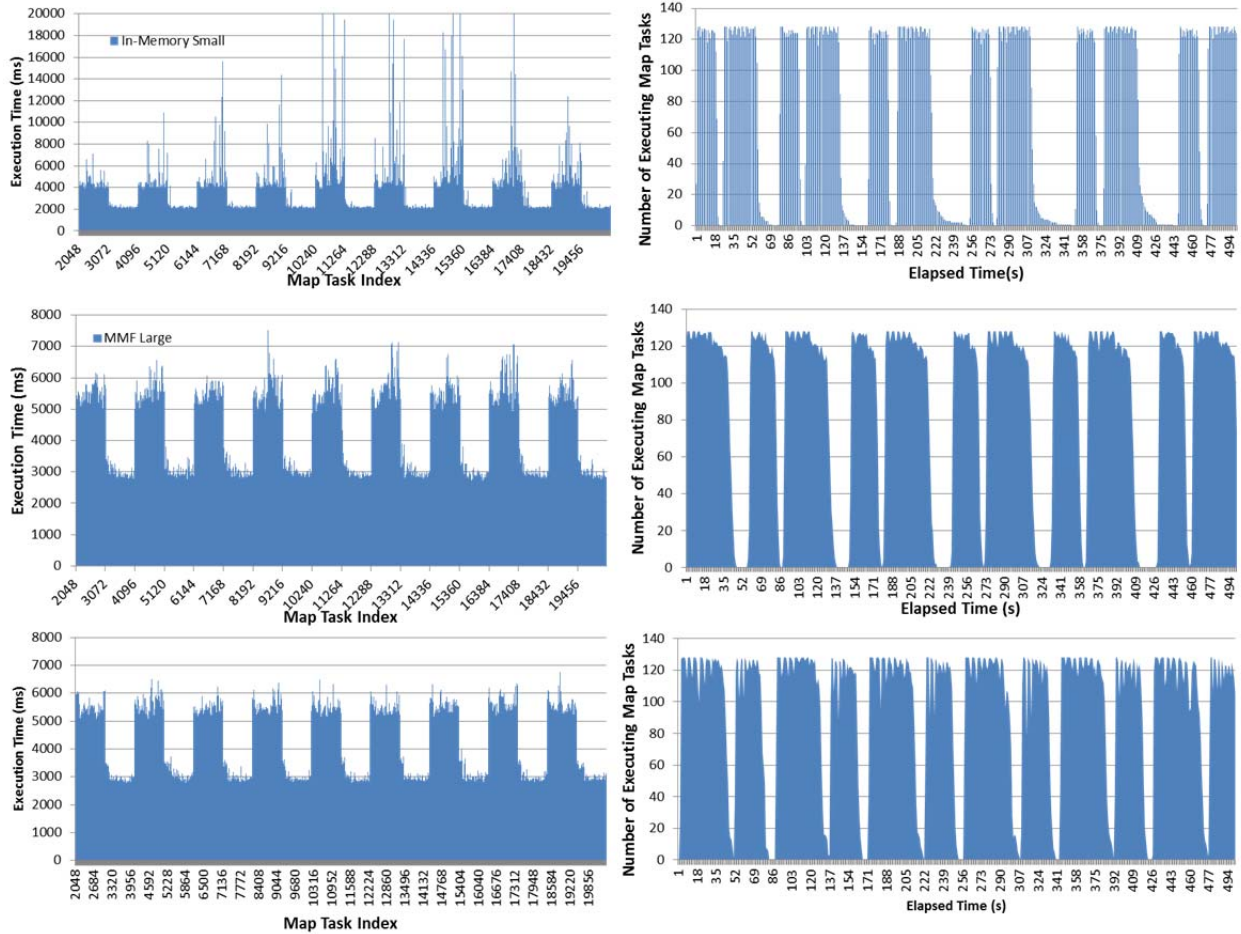 Execution Time (ms)
20000
18000
16000
14000
12000
10000
8000
6000
4000
2000
0
In-Memory Small
2048 3072 4096 5120 6144 7168 8192 9216 10240 11264 12288 13312 14336 15360 16384 17408 18432 19456
Map Task Index
Number of Executing Map Tasks
140
120
100
80
60
40
20
0
1 18 35 52 69 86 103 120 137 154 171 188 205 222 239 256 273 290 307 324 341 358 375 392 409 426 443 460 477 494
Elapsed Time(s)
Execution Time (ms)
8000
7000
6000
5000
4000
3000
2000
1000
0
MMF Large
2048 3072 4096 5120 6144 7168 8192 9216 10240 11264 12288 13312 14336 15360 16384 17408 18432 19456
Map Task Index
Number of Executing Map Tasks
140
120
100
80
60
40
20
0
1 18 35 52 69 86 103 120 137 154 171 188 205 222 239 256 273 290 307 324 341 358 375 392 409 426 443 460 477 494
Elapsed Time (s)
Execution Time (ms)
8000
7000
6000
5000
4000
3000
2000
1000
0
2048 2684 3320 3956 4592 5228 5864 6500 7136 7772 8408 9044 9680 10316 10952 11588 12224 12860 13496 14132 14768 15404 16040 16676 17312 17948 18584 19220 19856
Map Task Index
Number of Executing Map Tasks
140
120
100
80
60
40
20
0
1 18 35 52 69 86 103 120 137 154 171 188 205 222 239 256 273 290 307 324 341 358 375 392 409 426 443 460 477 494
Elapsed Time (s)